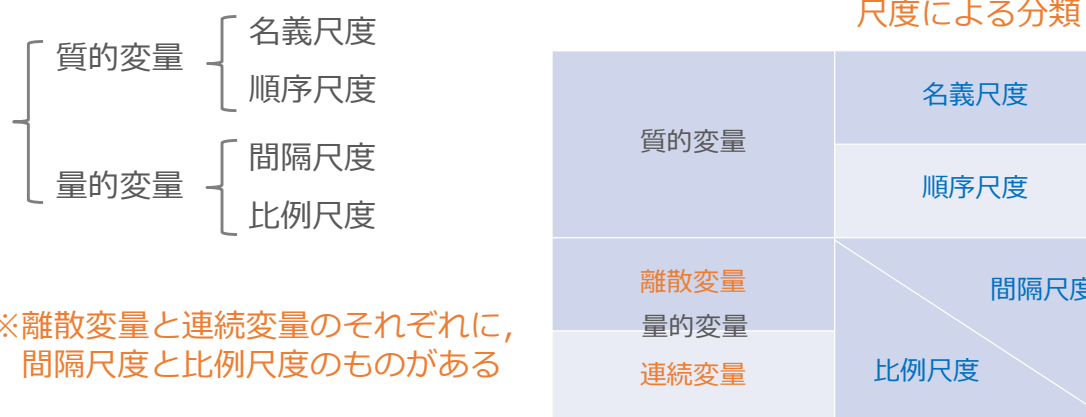 質的変量
名義尺度
順序尺度
量的変量
間隔尺度
比例尺度
※離散変量と連続変量のそれぞれに，
間隔尺度と比例尺度のものがある
尺度による分類
質的変量
名義尺度
順序尺度
離散変量
量的変量
連続変量
間隔尺度
比例尺度